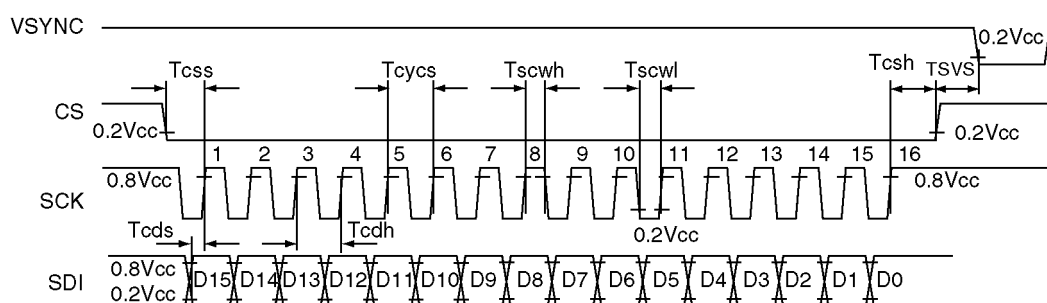 VSYNC
0.2Vcc
Tcss Tcycs Tscwh Tscwl Tcsh TSVS
CS
0.2Vcc 0.2Vcc
1 2 3 4 5 6 7 8 9 10 11 12 13 14 15 16
0.8Vcc 0.8Vcc
SCK
Tcds Tcdh 0.2Vcc
SDI
0.8Vcc
D15 D14 D13 D12 D11 D10 D9 D8 D7 D6 D5 D4 D3 D2 D1 D0
0.2Vcc